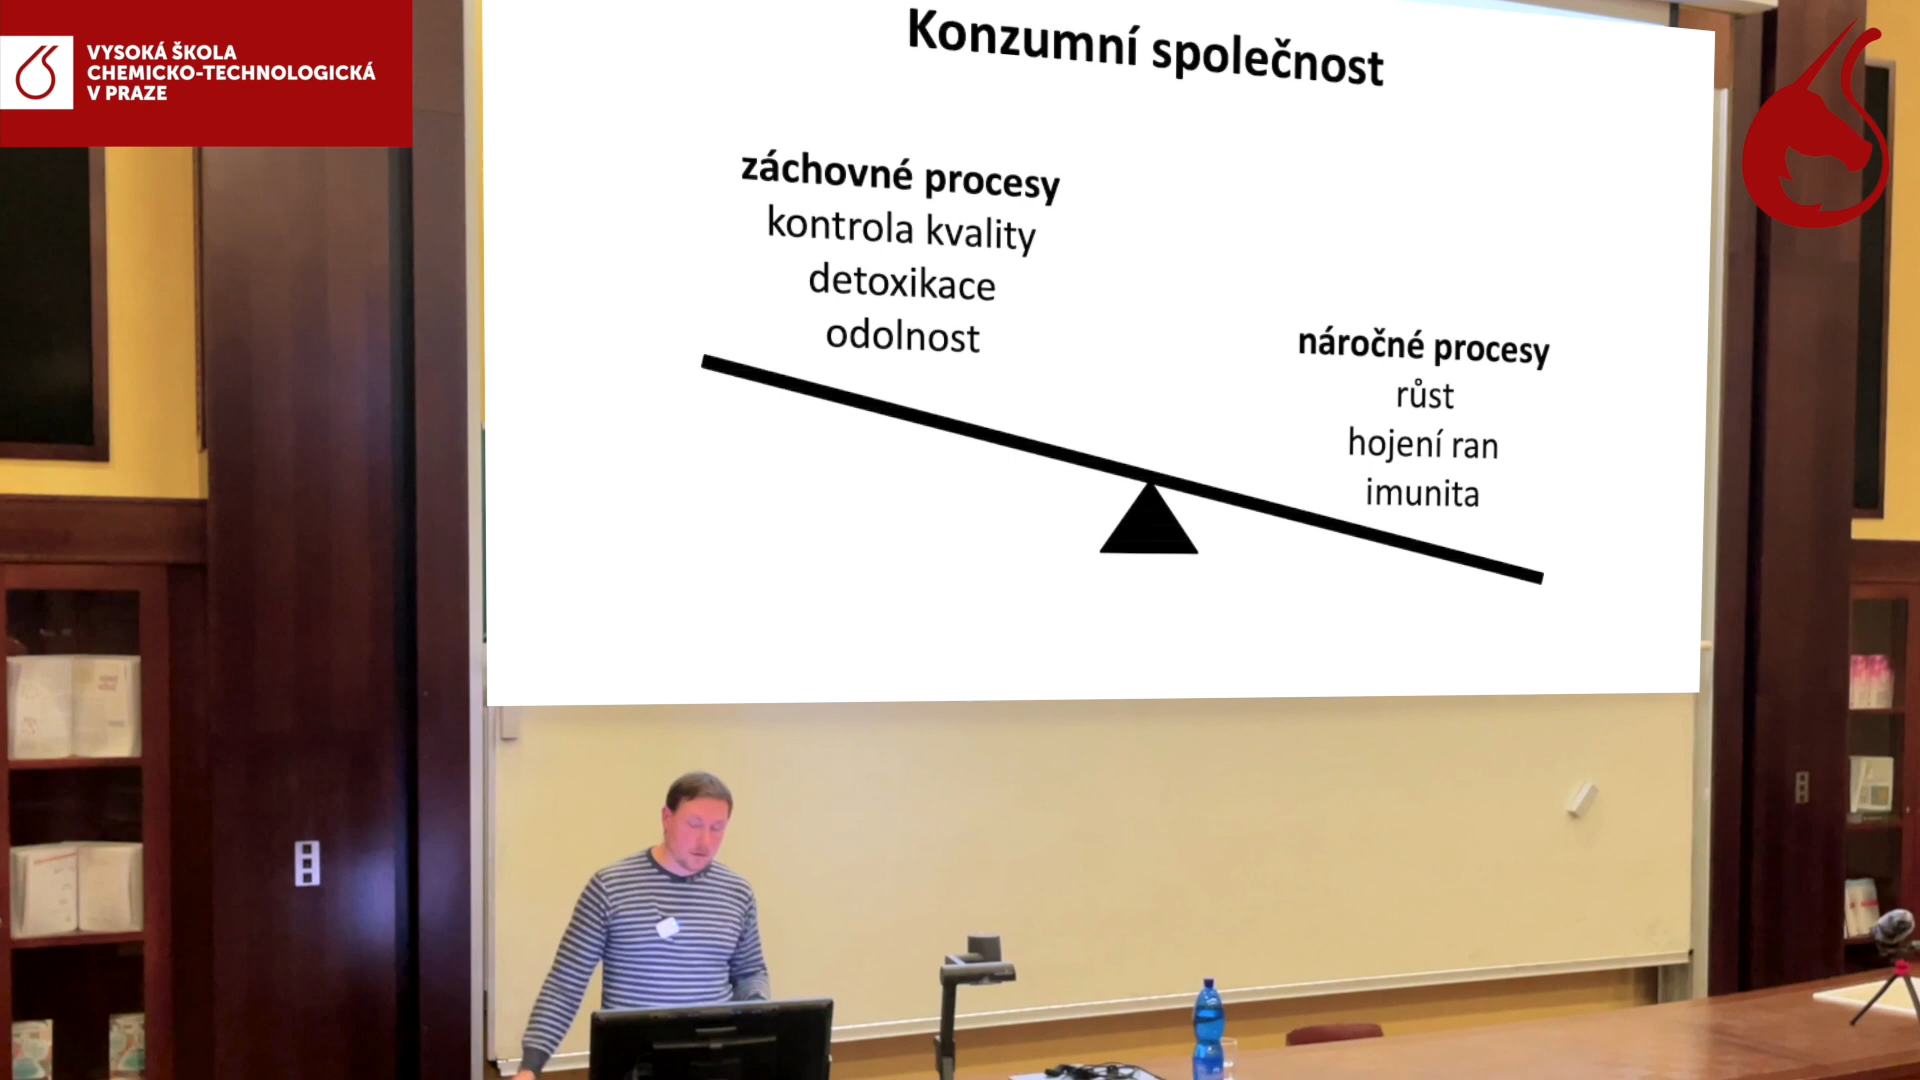 VYSOKÁ ŠKOLA
CHEMICKO-TECHNOLOGICKÁ
V PRAZE
Konzumní společnost
záchovné procesy
kontrola kvality
detoxikace
odolnost
náročné procesy
růst
hojení ran
imunita